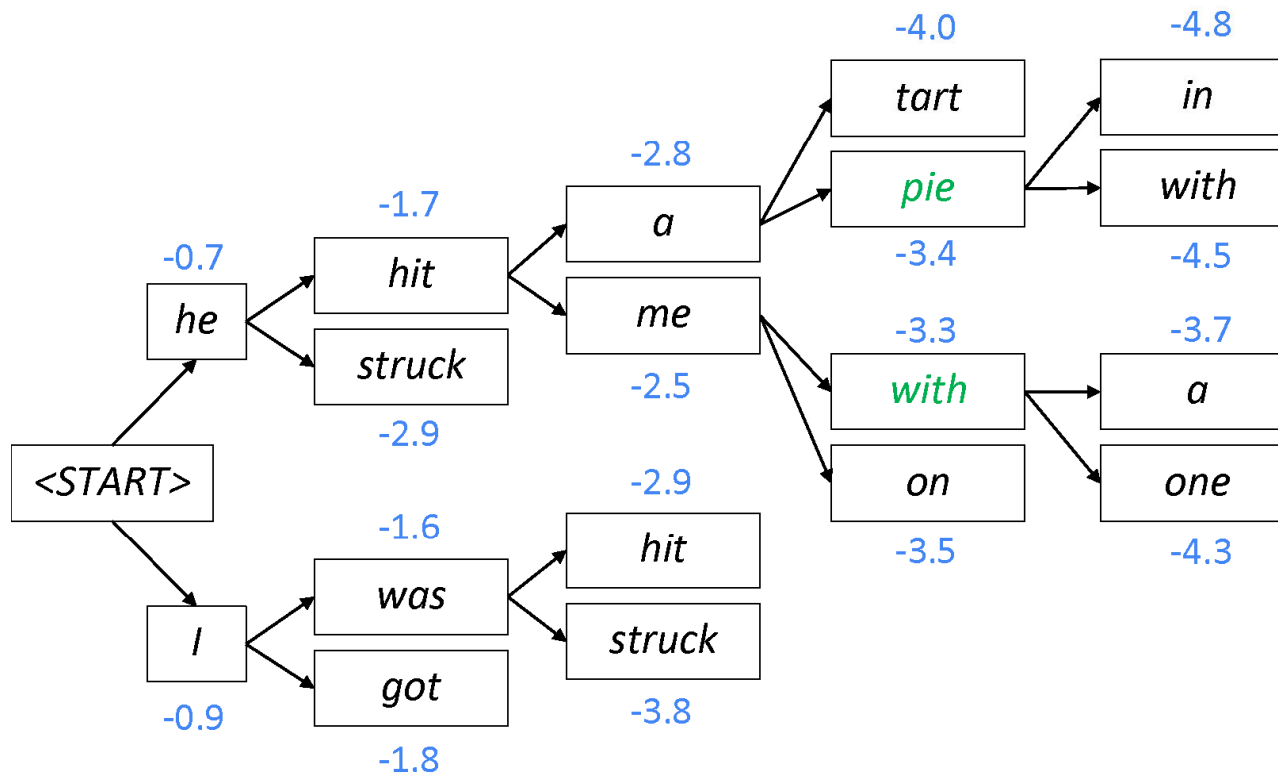 -4.0
-4.8
tart
in
-2.8
-1.7
a
pie
with
-0.7
hit
-3.4
-4.5
he
me
-3.3
-3.7
struck
-2.5
with
a
-2.9
<START>
-2.9
on
one
-1.6
hit
-3.5
-4.3
was
I
struck
got
-0.9
-3.8
-1.8